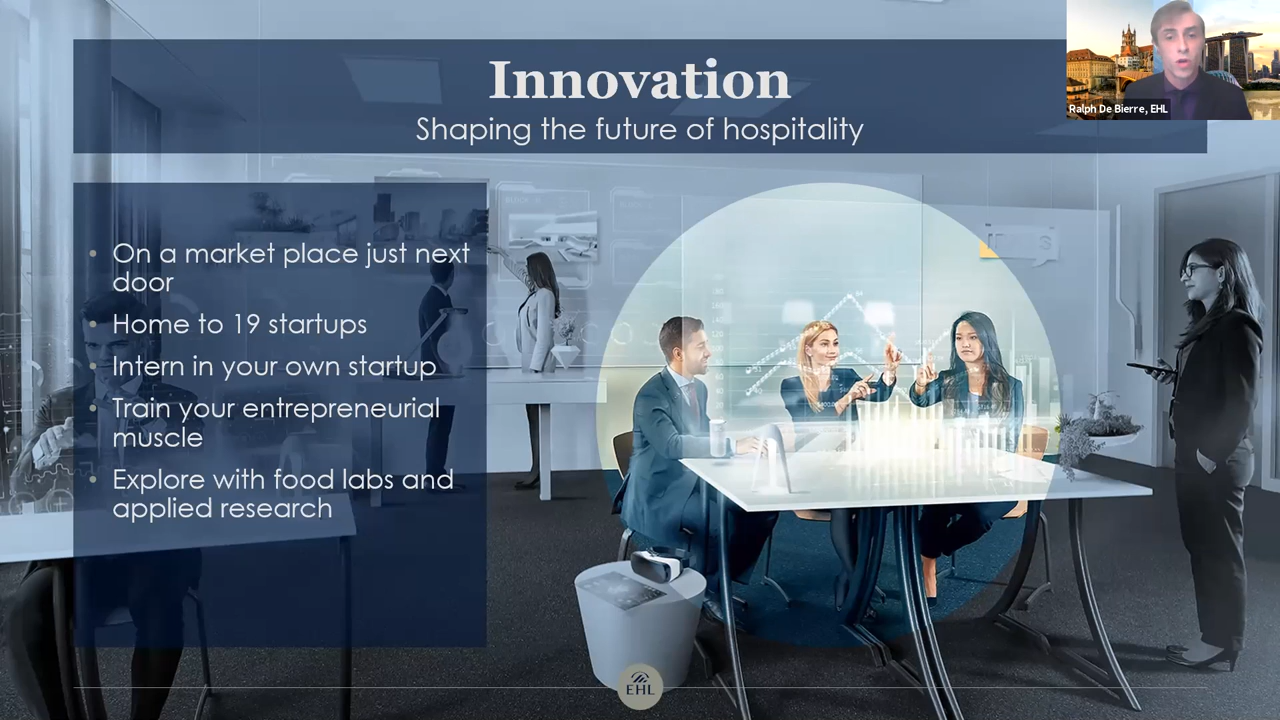 Innovation
Shaping the future of hospitality
Ralph De Bierre, EHL
On a market place just next
door
Home to 19 startups
Intern in your own startup
Train your entrepreneurial
muscle
Explore with food labs and
applied research
EHL